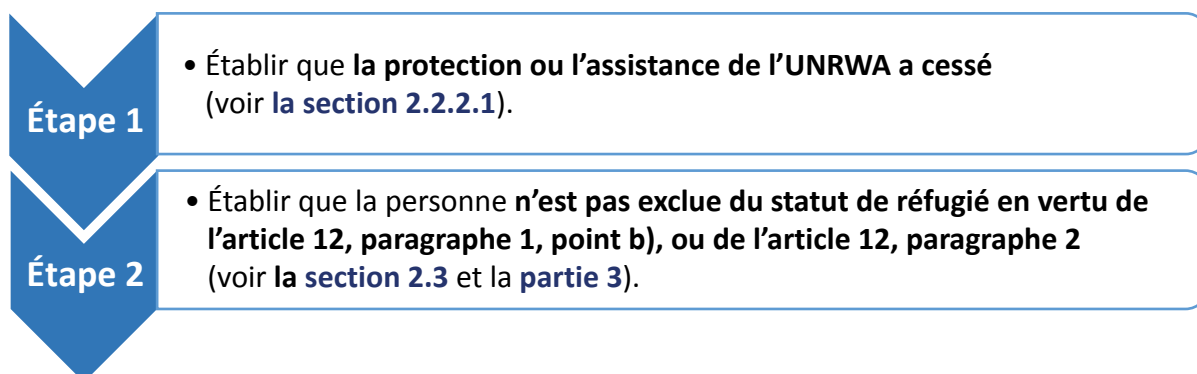 Étape 1
• Établir que la protection ou l’assistance de l’UNRWA a cessé
(voir la section 2.2.2.1).
Étape 2
• Établir que la personne n’est pas exclue du statut de réfugié en vertu de
l’article 12, paragraphe 1, point b), ou de l’article 12, paragraphe 2
(voir la section 2.3 et la partie 3).